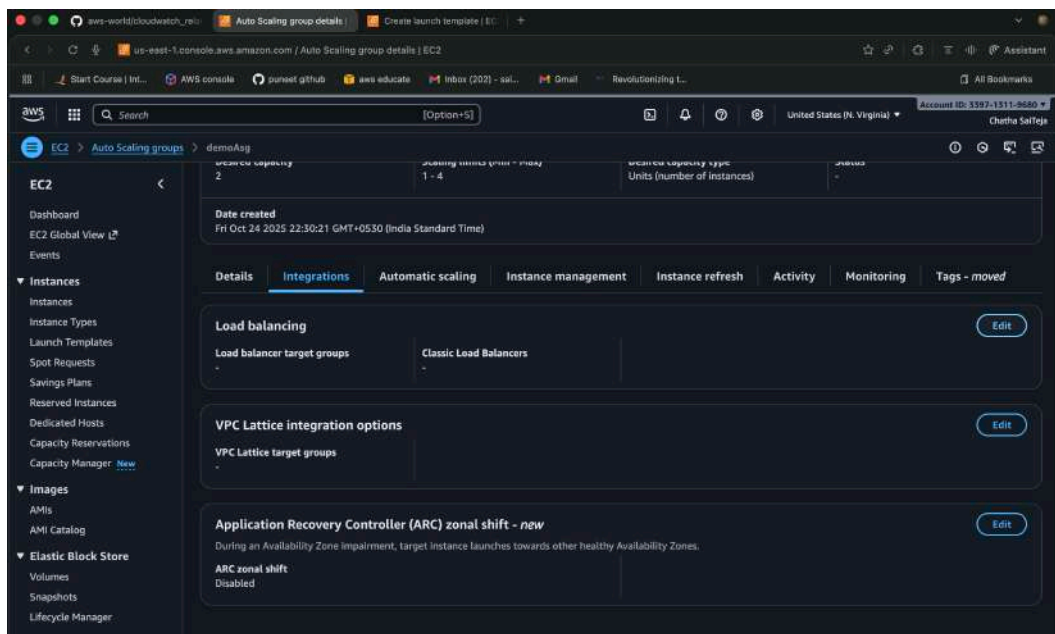 aws-world/cloudwatch_rela
Auto Scaling group details |
Create launch template | EC
us-east-1.console.aws.amazon.com / Auto Scaling group details | EC2
Assistant
Start Course | Int...
AWS console
puneet github
aws educate
Inbox (202) - sai...
Gmail
Revolutionizing t...
All Bookmarks
aws
Search
[Option+S]
United States (N. Virginia)
Account ID: 3397-1311-9680
Chatha SaiTeja
EC2 > Auto Scaling groups > demoAsg
EC2
Dashboard
EC2 Global View
Events
Instances
Instances
Instance Types
Launch Templates
Spot Requests
Savings Plans
Reserved Instances
Dedicated Hosts
Capacity Reservations
Capacity Manager New
Images
AMIs
AMI Catalog
Elastic Block Store
Volumes
Snapshots
Lifecycle Manager
Desired capacity
2
Scaling limits (Min - Max)
1 - 4
Desired capacity type
Units (number of instances)
Status
-
Date created
Fri Oct 24 2025 22:30:21 GMT+0530 (India Standard Time)
Details
Integrations
Automatic scaling
Instance management
Instance refresh
Activity
Monitoring
Tags - moved
Load balancing
Edit
Load balancer target groups
-
Classic Load Balancers
-
VPC Lattice integration options
Edit
VPC Lattice target groups
-
Application Recovery Controller (ARC) zonal shift - new
Edit
During an Availability Zone impairment, target instance launches towards other healthy Availability Zones.
ARC zonal shift
Disabled